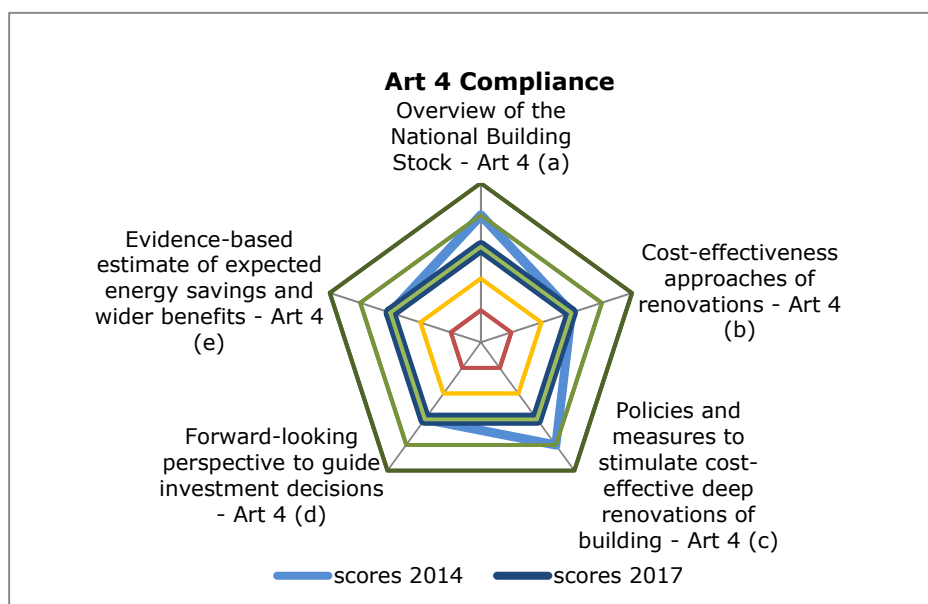 Art 4 Compliance
Overview of the
National Building
Stock - Art 4 (a)
Cost-effectiveness
approaches of
renovations - Art 4
(b)
Policies and
measures to
stimulate cost-
effective deep
renovations of
building - Art 4 (c)
Forward-looking
perspective to guide
investment decisions
- Art 4 (d)
Evidence-based
estimate of expected
energy savings and
wider benefits - Art 4
(e)
scores 2014
scores 2017